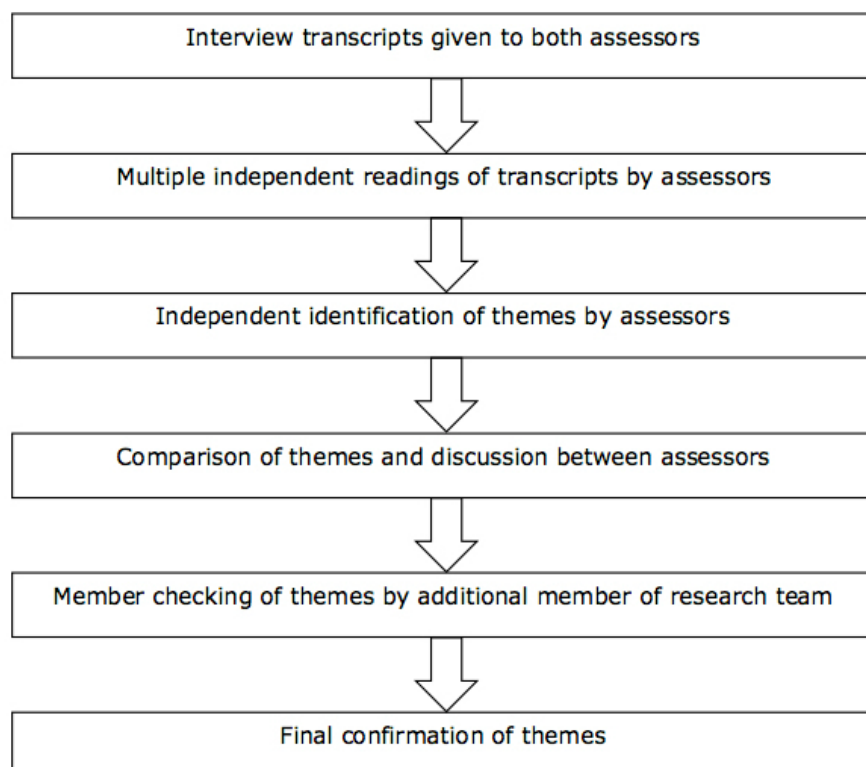 Interview transcripts given to both assessors
Multiple independent readings of transcripts by assessors
Independent identification of themes by assessors
Comparison of themes and discussion between assessors
Member checking of themes by additional member of research team
Final confirmation of themes